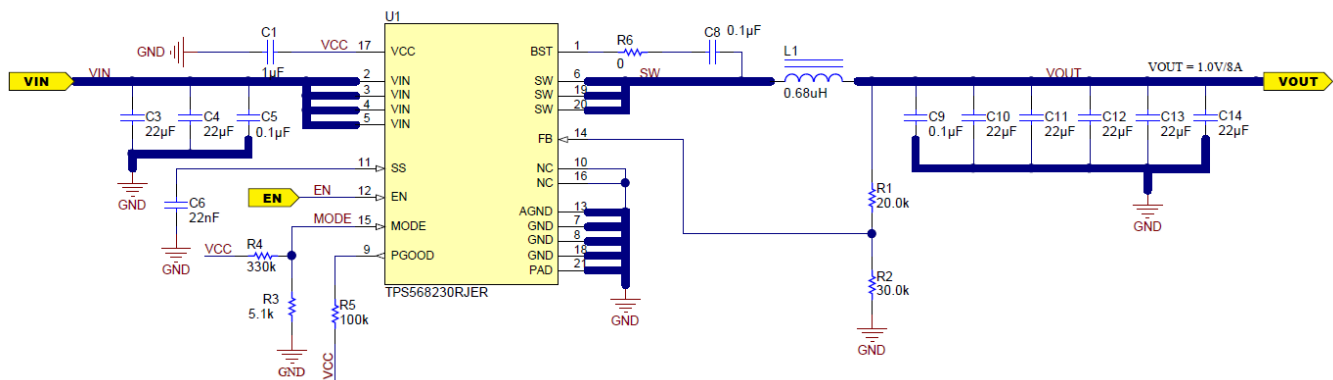 U1
GND
C1
1µF
VCC
17
VCC
BST
1
R6
0
C8
0.1µF
L1
0.68uH
VIN
VIN
2
VIN
3
VIN
4
VIN
5
VIN
SW
6
SW
19
SW
20
SW
VOUT
VOUT = 1.0V/8A
VOUT
C3
22µF
C4
22µF
C5
0.1µF
GND
FB
14
C9
0.1µF
C10
22µF
C11
22µF
C12
22µF
C13
22µF
C14
22µF
GND
11
SS
NC
10
NC
16
C6
22nF
GND
EN
EN
12
EN
MODE
15
MODE
AGND
13
GND
7
GND
8
GND
18
PAD
21
GND
R1
20.0k
R2
30.0k
GND
VCC
R4
330k
9
PGOOD
R3
5.1k
GND
R5
100k
VCC
TPS568230RJER